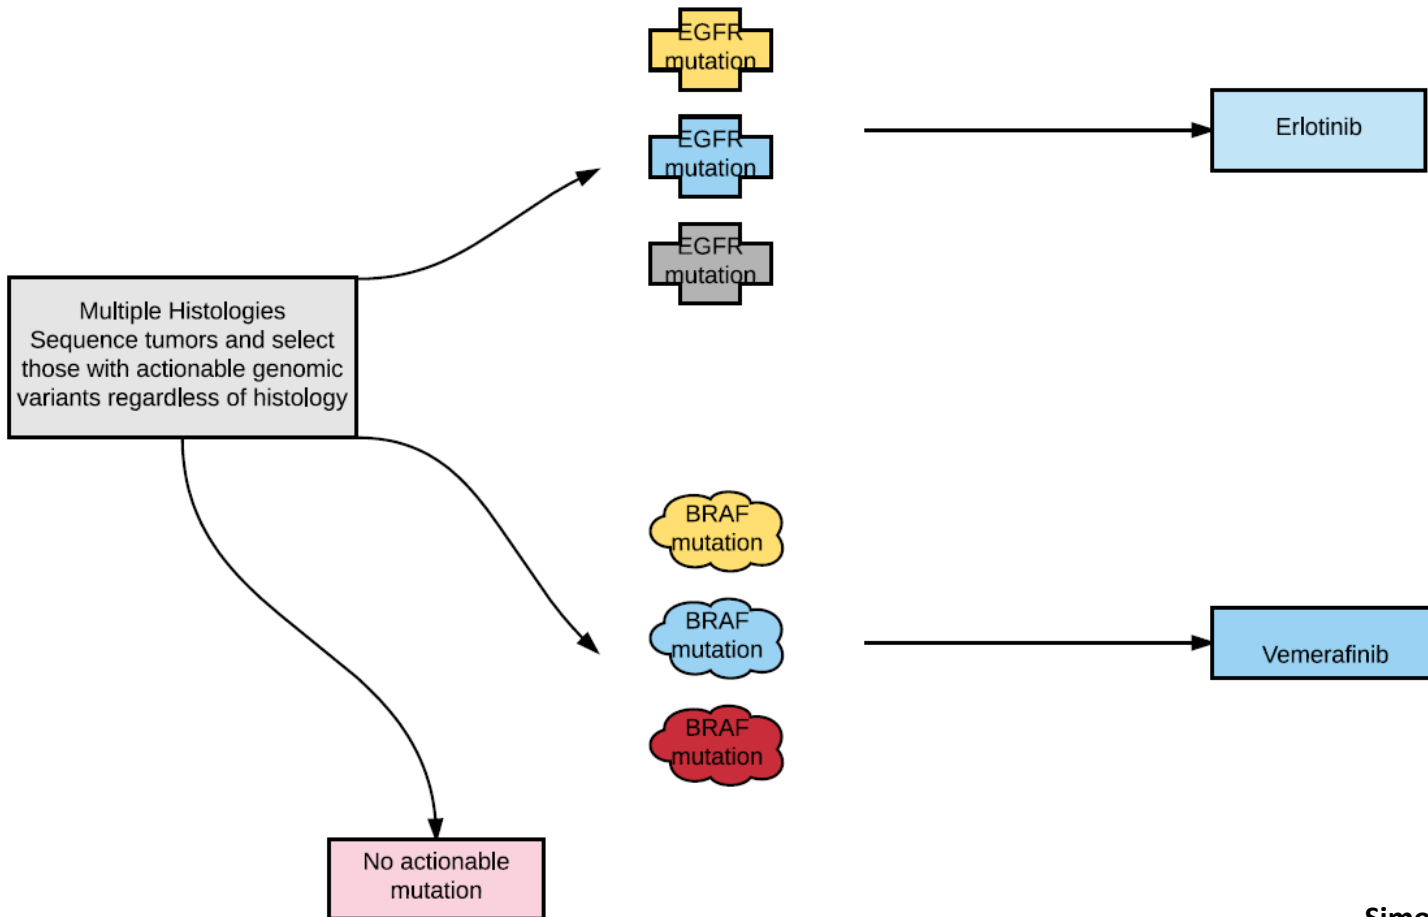 EGFR
mutation
EGFR
mutation
EGFR
mutation
Erlotinib
Multiple Histologies
Sequence tumors and select
those with actionable genomic
variants regardless of histology
BRAF
mutation
BRAF
mutation
BRAF
mutation
Vemerafinib
No actionable
mutation